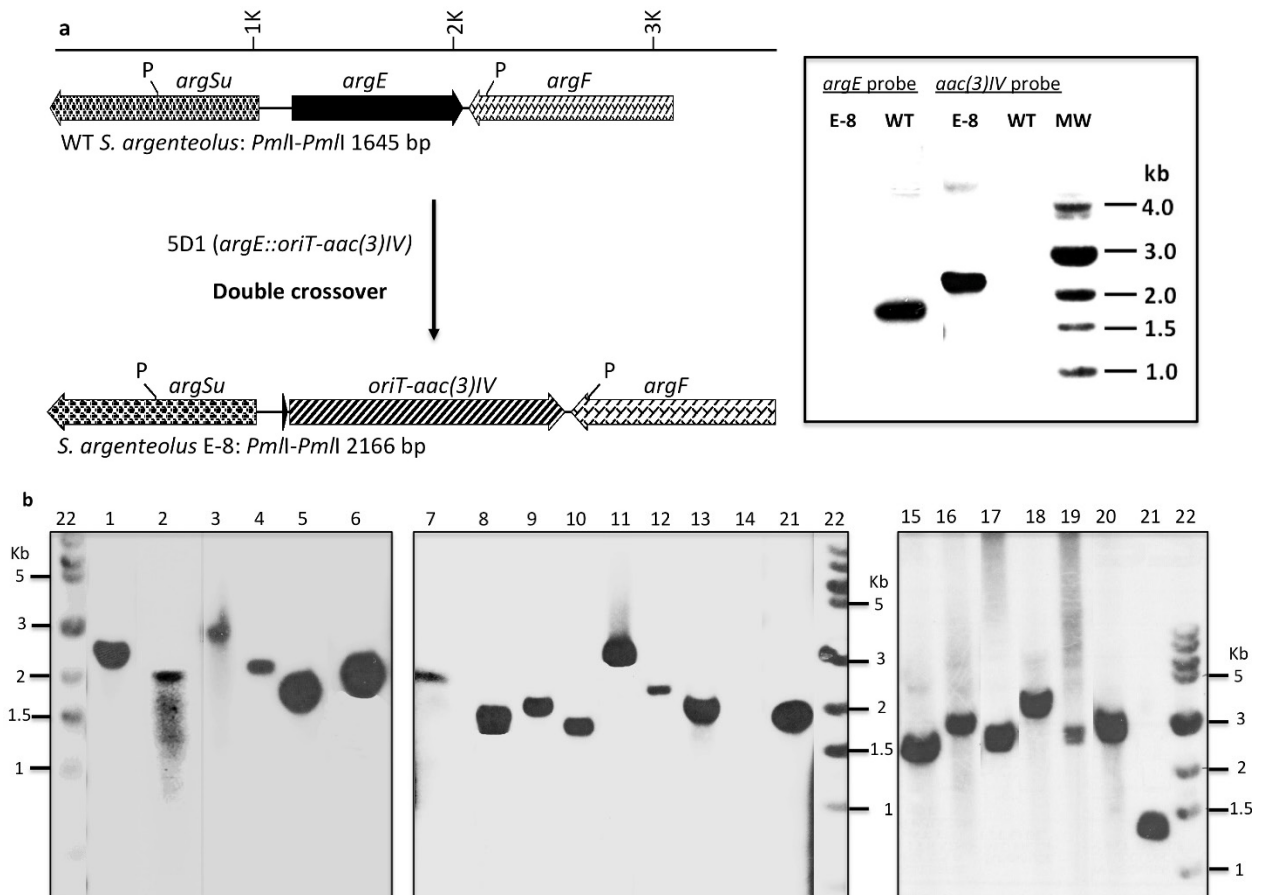 a
1K 2K 3K
P argSu argE P argF
WT S. argenteolus: PmlI-PmlI 1645 bp
5D1 (argE::oriT-aac(3)IV)
Double crossover
P argSu oriT-aac(3)IV P argF
S. argenteolus E-8: PmlI-PmlI 2166 bp
argE probe aac(3)IV probe
E-8 WT E-8 WT MW
kb
4.0
3.0
2.0
1.5
1.0
b
22 1 2 3 4 5 6
Kb
5
3
2
1.5
1
7 8 9 10 11 12 13 14 21 22
Kb
5
3
2
1.5
1
15 16 17 18 19 20 21 22
Kb
5
3
2
1.5
1